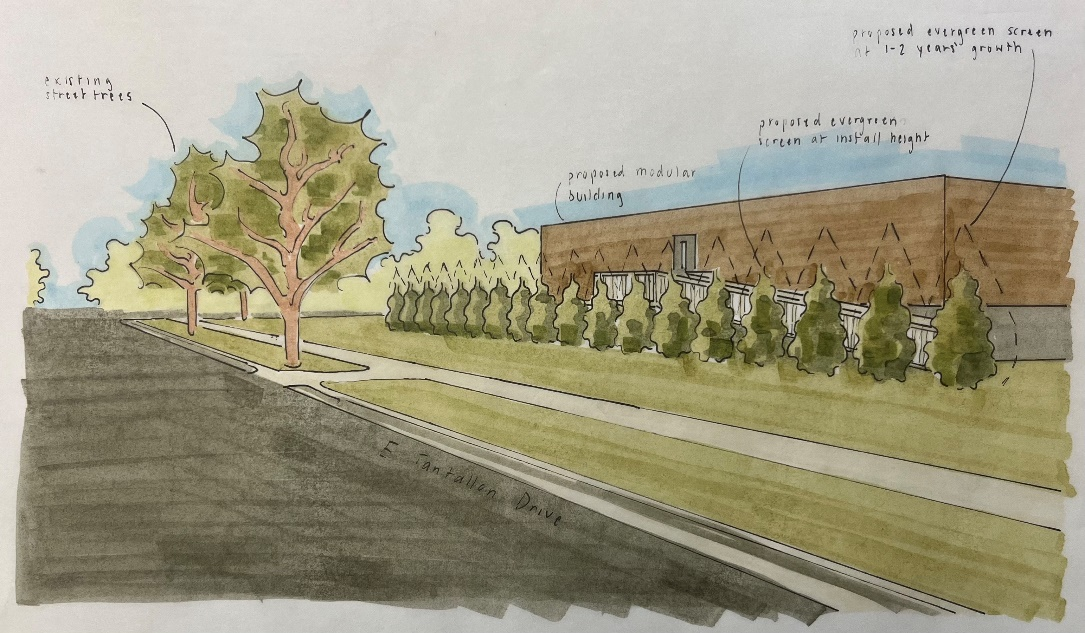 existing
street trees
proposed modular
building
proposed evergreen
screen at install height
proposed evergreen screen
at 1-2 years' growth
E Tantallon Drive